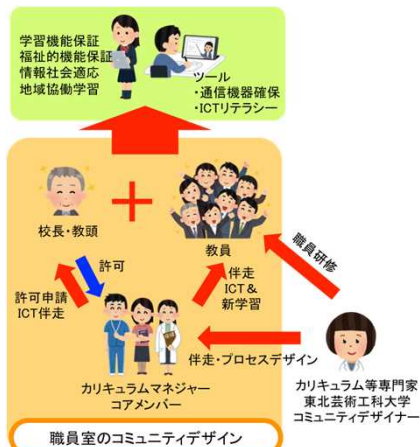 学習機能保証
福祉的機能保証
情報社会適応
地域協働学習
ツール
・通信機器確保
・ICTリテラシー
校長・教頭
教員
許可
許可申請
ICT伴走
伴走
ICT&
新学習
職員研修
伴走・プロセスデザイン
カリキュラムマネジャー
コアメンバー
カリキュラム等専門家
東北芸術工科大学
コミュニティデザイナー
職員室のコミュニティデザイン